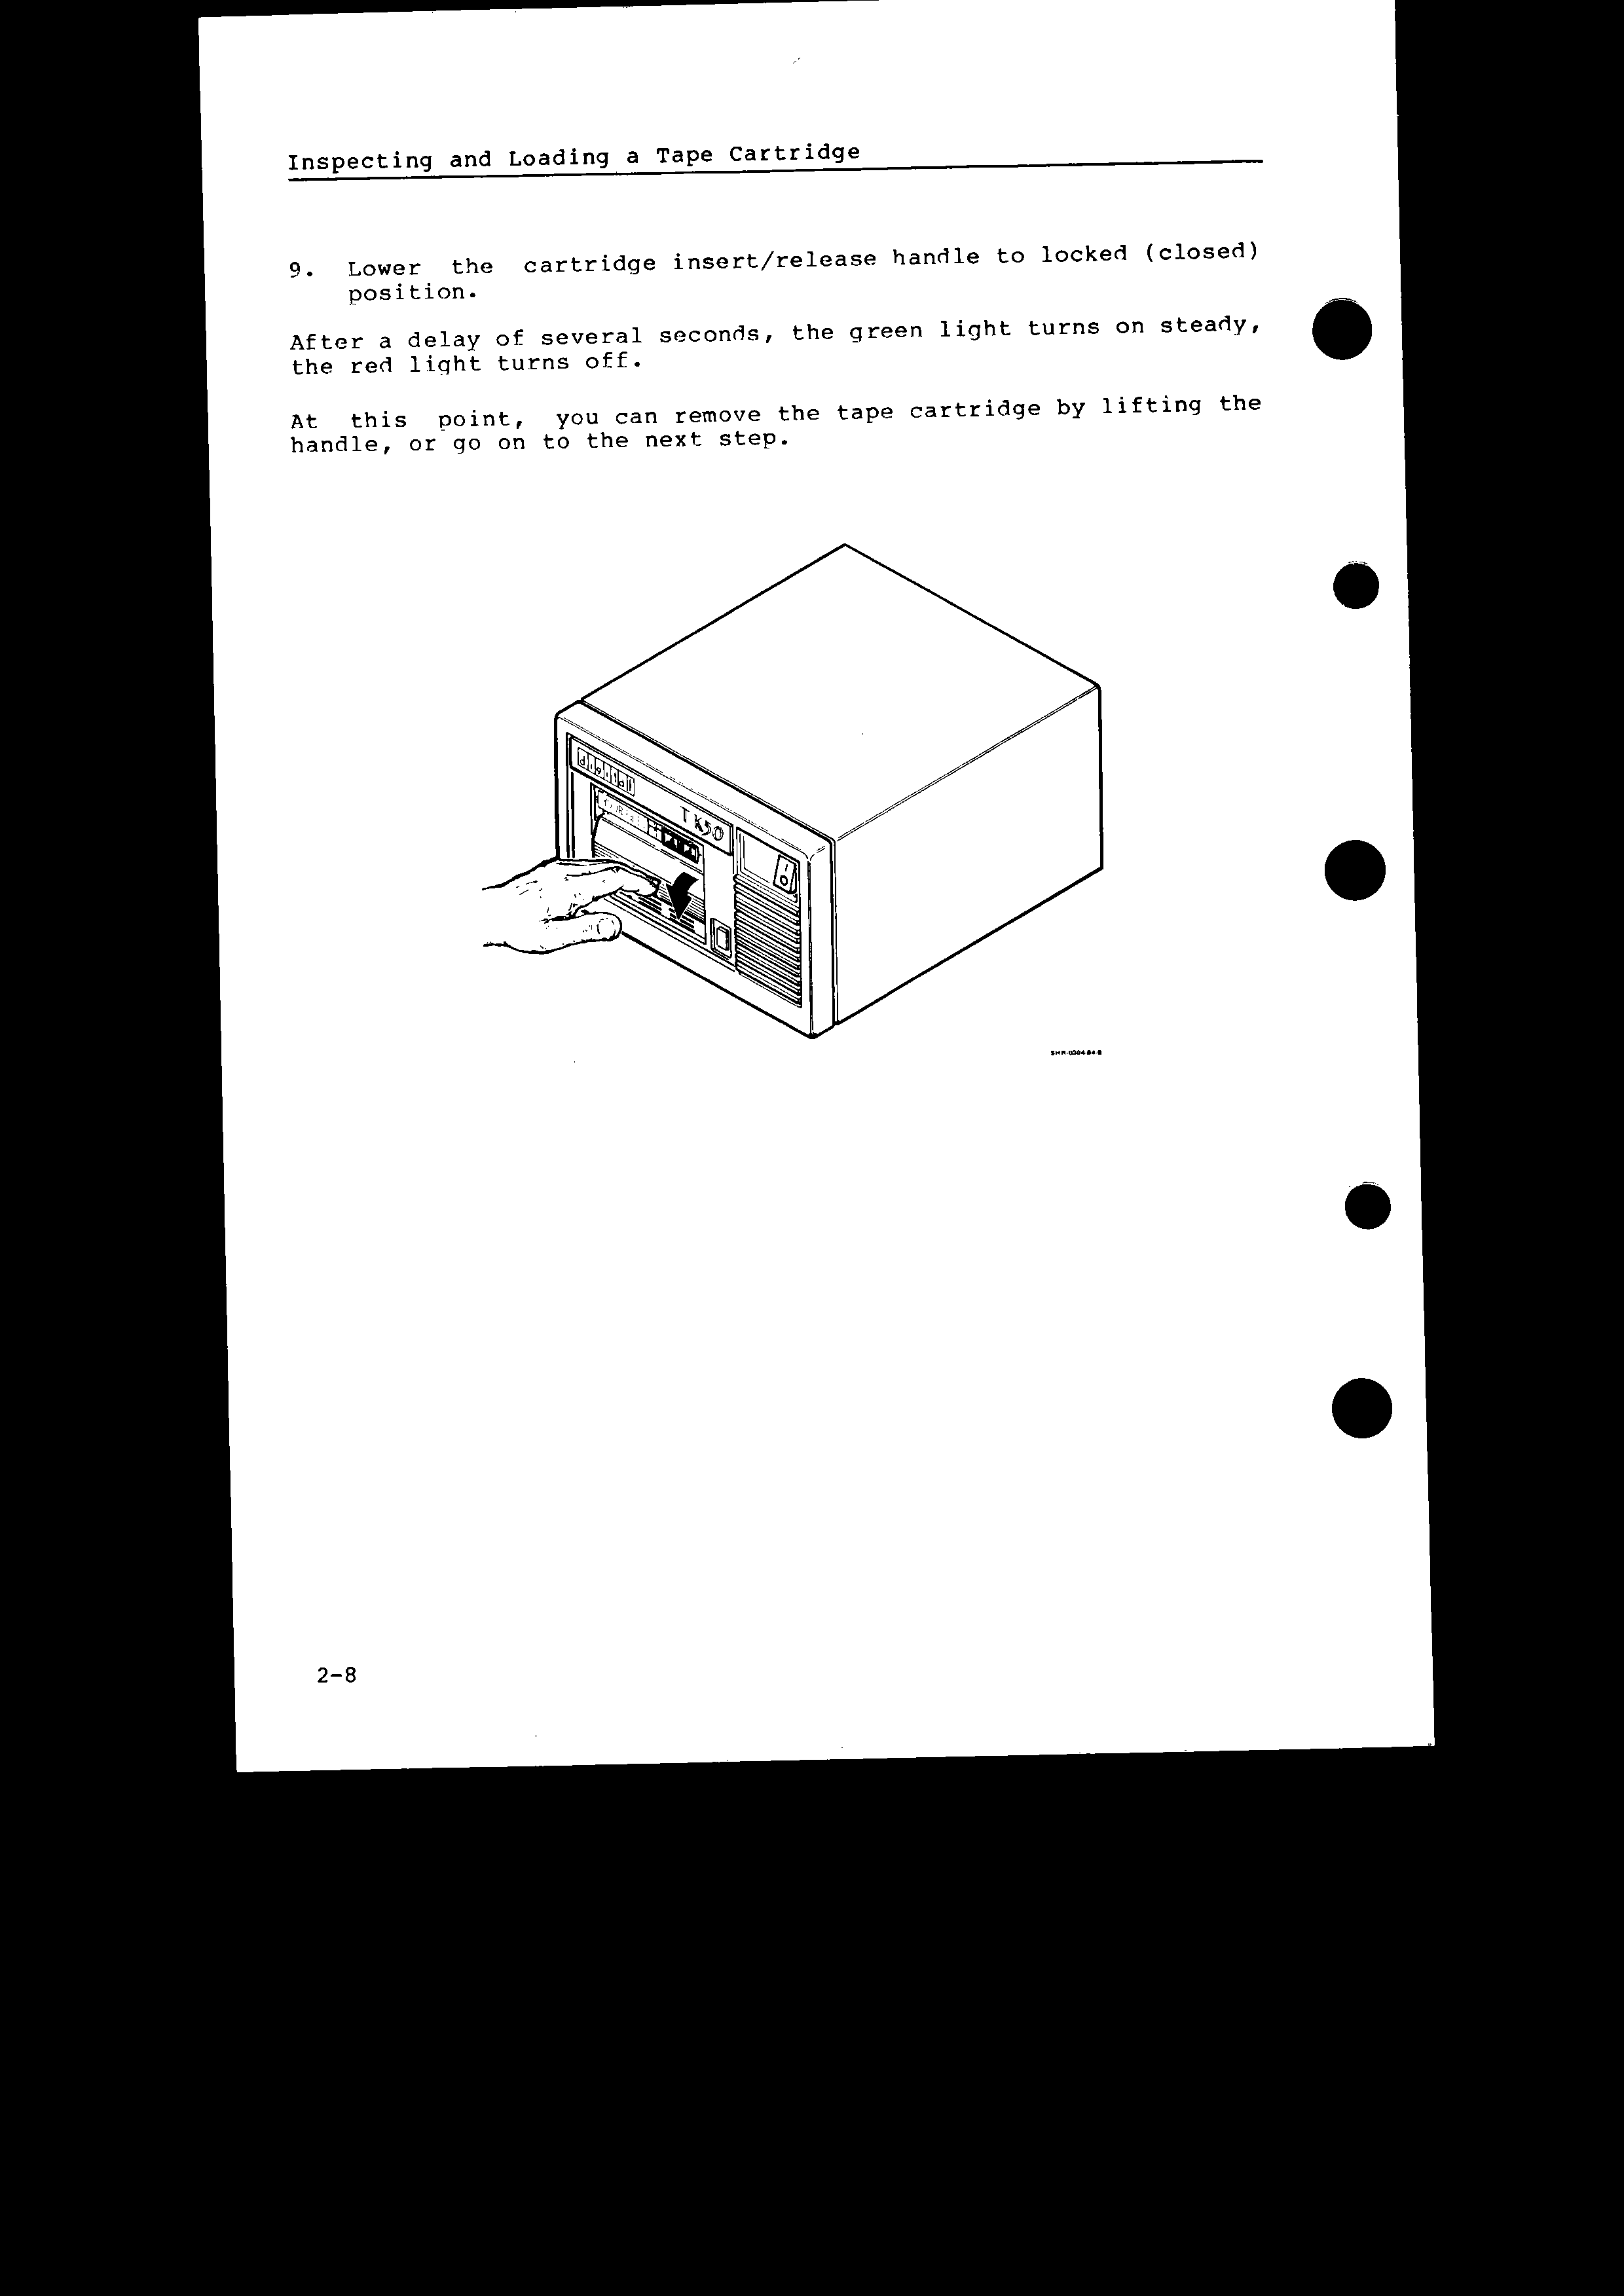 Inspecting and Loading a Tape Cartridge
9. Lower the cartridge insert/release handle to locked (closed)
position.
After a delay of several seconds, the green light turns on steady,
the red light turns off.
At this point, you can remove the tape cartridge by lifting the
handle, or go on to the next step.
digital
TK50
SHR-0304-84-8
2-8